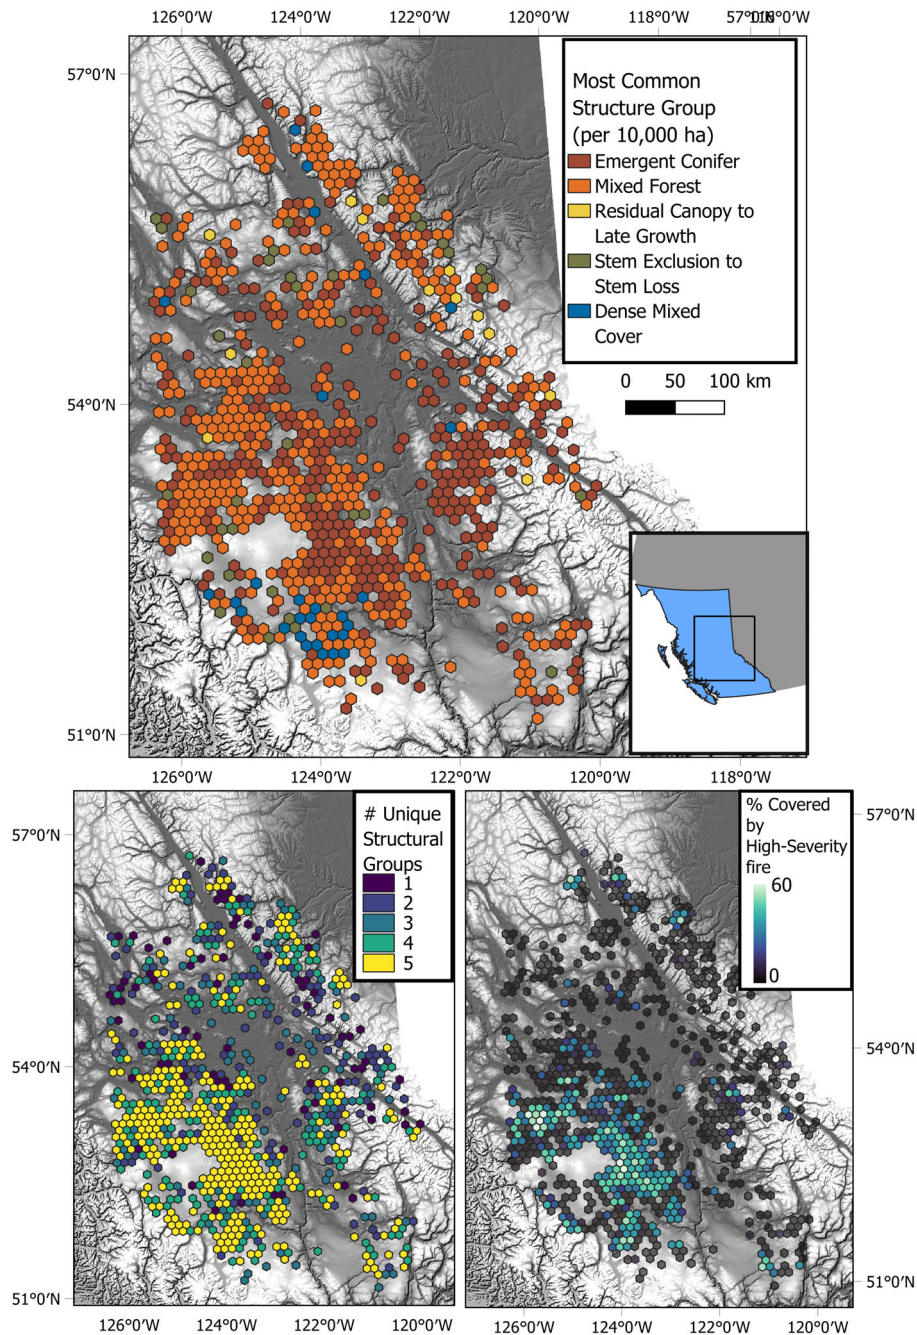 126°0'W 124°0'W 122°0'W 120°0'W 118°0'W 116°0'W
57°0'N
57°0'N
Most Common
Structure Group
(per 10,000 ha)
Emergent Conifer
Mixed Forest
Residual Canopy to
Late Growth
Stem Exclusion to
Stem Loss
Dense Mixed
Cover
0 50 100 km
54°0'N
51°0'N
126°0'W 124°0'W 122°0'W 120°0'W 118°0'W
# Unique
Structural
Groups
1
2
3
4
5
57°0'N
54°0'N
51°0'N
126°0'W 124°0'W 122°0'W 120°0'W
% Covered
by
High-Severity
fire
60
0
57°0'N
54°0'N
51°0'N
126°0'W 124°0'W 122°0'W 120°0'W